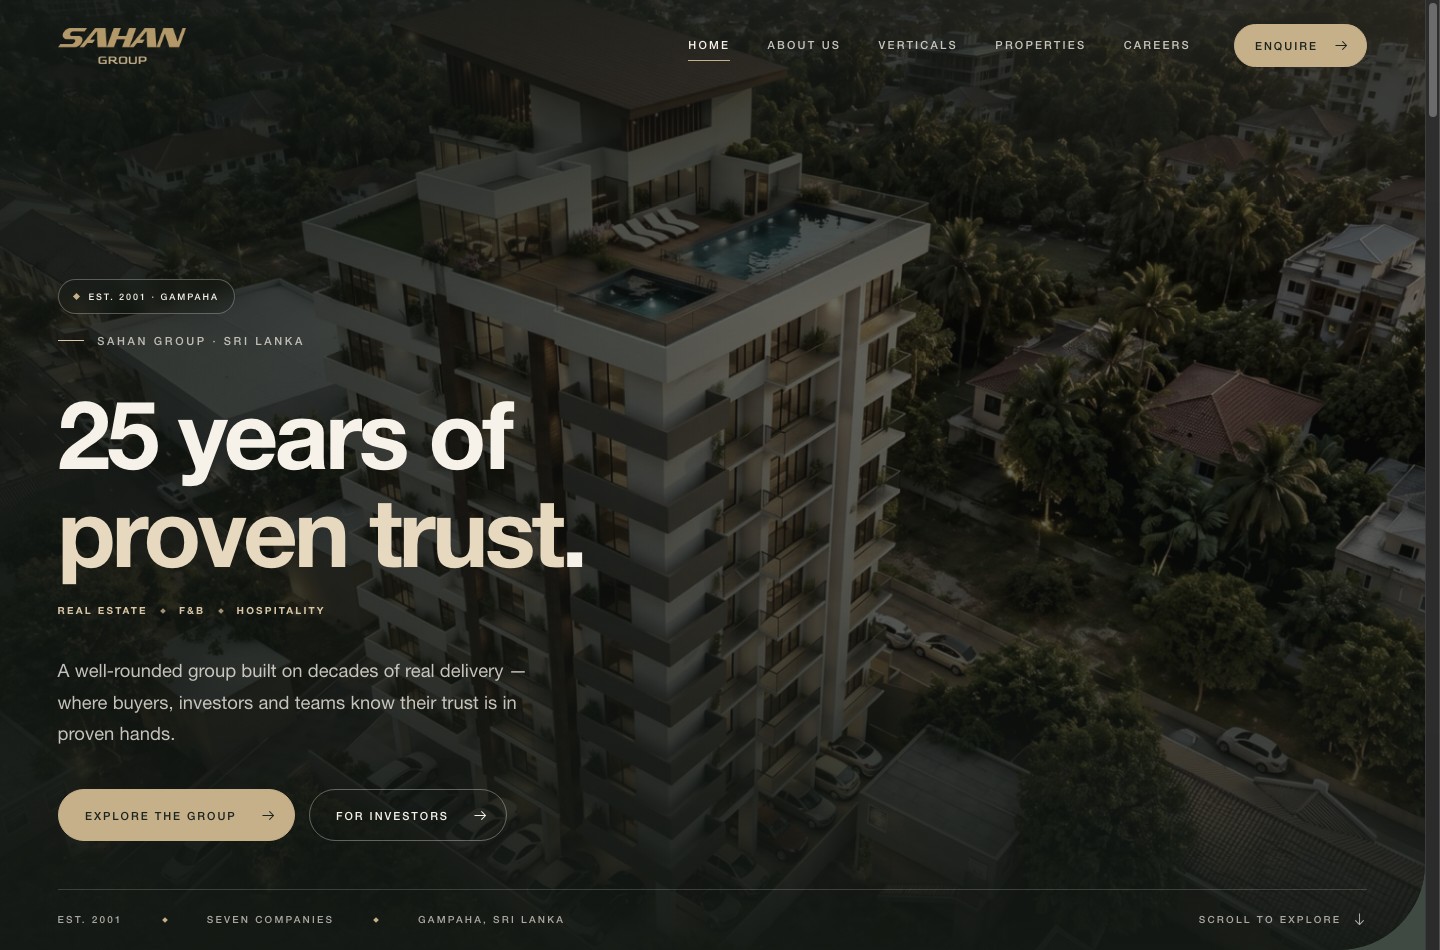 SAHAN
GROUP
HOME
ABOUT US
VERTICALS
PROPERTIES
CAREERS
ENQUIRE →
◆ EST. 2001 · GAMPAHA
SAHAN GROUP · SRI LANKA
25 years of
proven trust.
REAL ESTATE ◆ F&B ◆ HOSPITALITY
A well-rounded group built on decades of real delivery —
where buyers, investors and teams know their trust is in
proven hands.
EXPLORE THE GROUP →
FOR INVESTORS →
EST. 2001 ◆ SEVEN COMPANIES ◆ GAMPAHA, SRI LANKA
SCROLL TO EXPLORE ↓